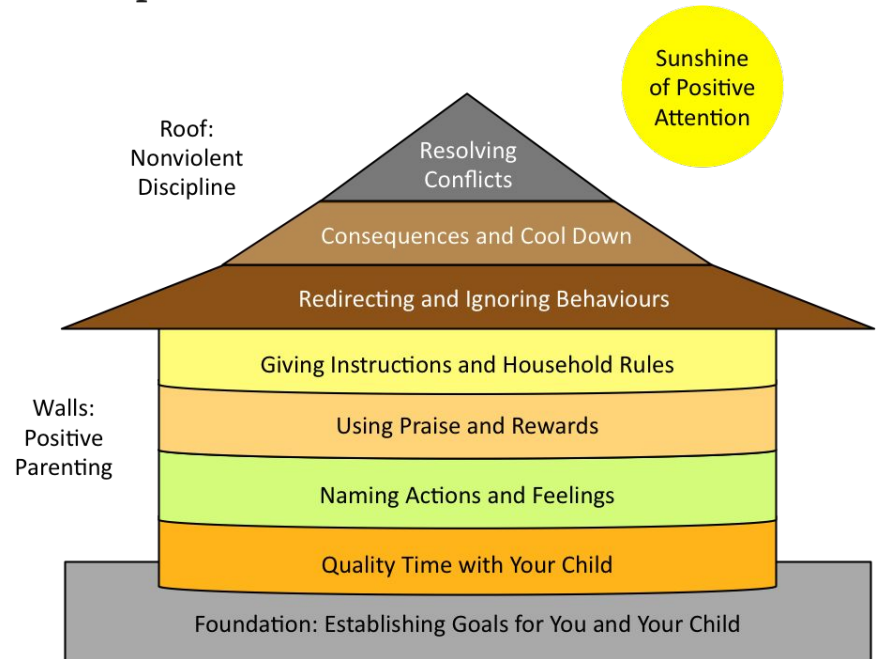 Sunshine
of Positive
Attention
Roof:
Nonviolent
Discipline
Resolving
Conflicts
Consequences and Cool Down
Redirecting and Ignoring Behaviours
Giving Instructions and Household Rules
Walls:
Positive
Parenting
Using Praise and Rewards
Naming Actions and Feelings
Quality Time with Your Child
Foundation: Establishing Goals for You and Your Child